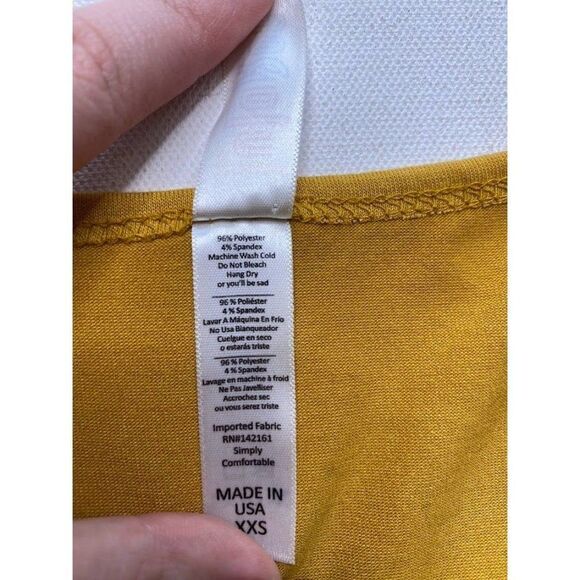 96% Polyester
4% Spandex
Machine Wash Cold
Do Not Bleach
Hang Dry
or you'll be sad
96 % Poliéster
4 % Spandex
Lavar A Máquina En Frío
No Usa Blanqueador
Cuelgue en seco
o estarás triste
96 % Polyester
4 % Spandex
Lavage en machine à froid
Ne Pas Javelliser
Accrochez sec
ou vous serez triste
Imported Fabric
RN#142161
Simply
Comfortable
MADE IN
USA
XXS